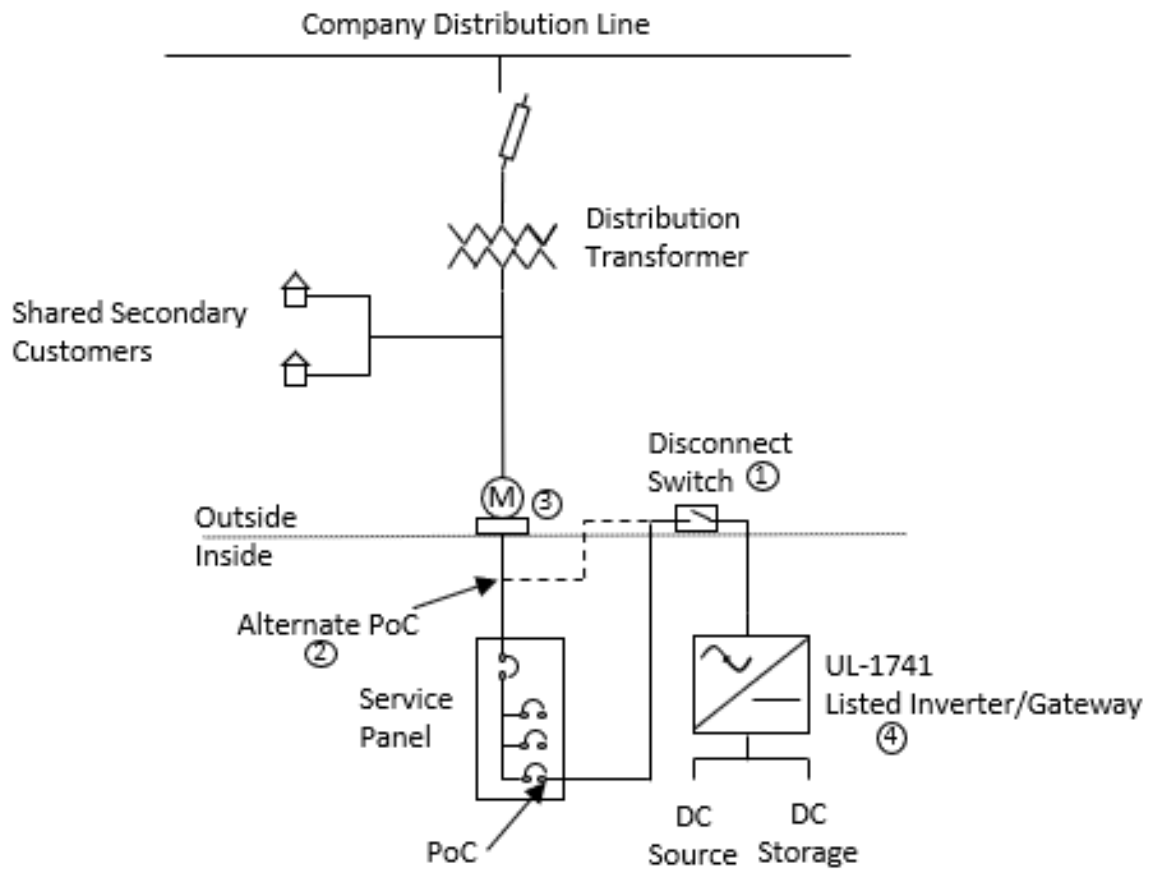 Company Distribution Line
Distribution
Transformer
Shared Secondary
Customers
Disconnect
Switch ①
M ③
Outside
Inside
Alternate PoC
②
Service
Panel
UL-1741
Listed Inverter/Gateway
④
PoC
DC
Source
DC
Storage